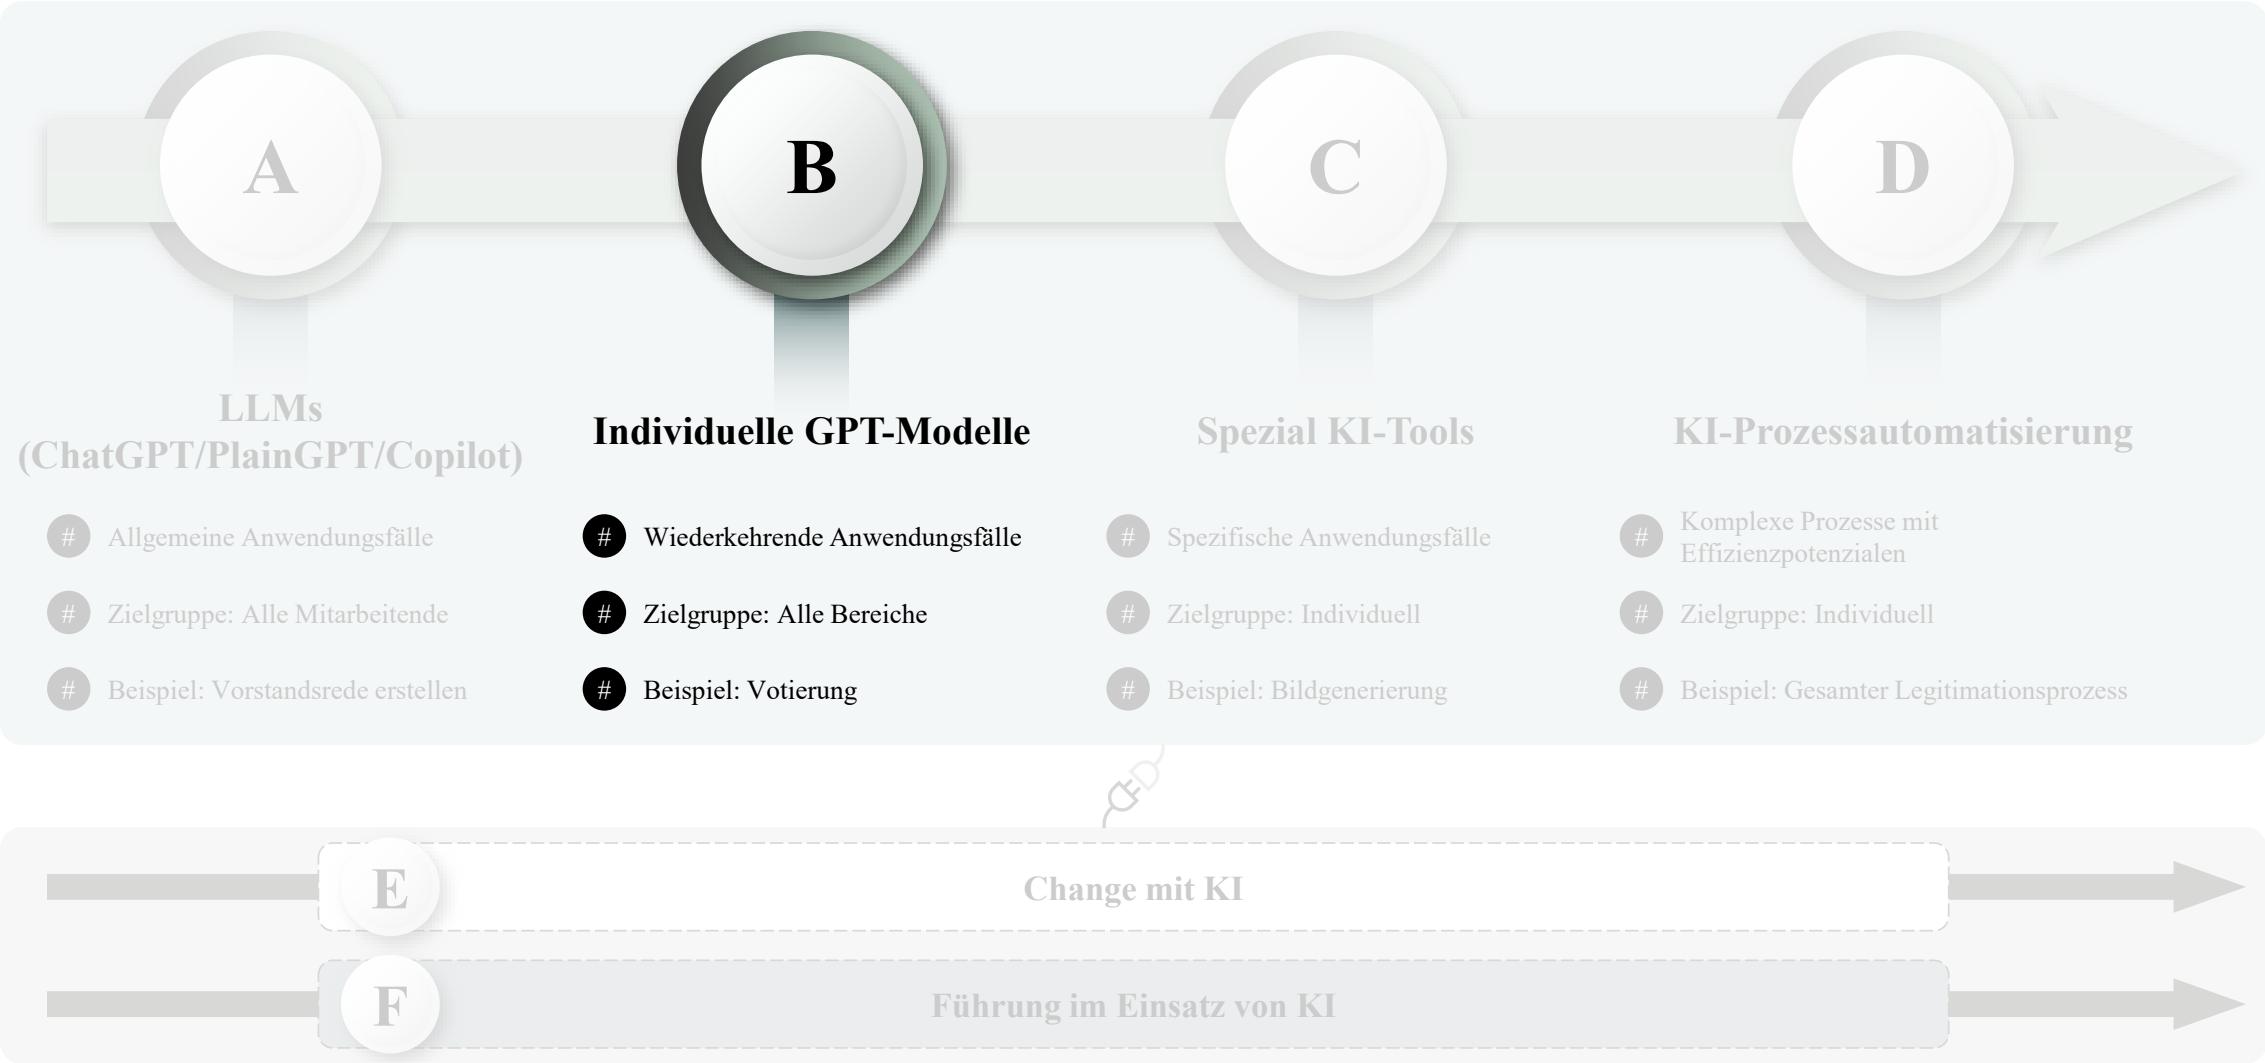 A
B
C
D
LLMs
(ChatGPT/PlainGPT/Copilot)
# Allgemeine Anwendungsfälle
# Zielgruppe: Alle Mitarbeitende
# Beispiel: Vorstandsrede erstellen
Individuelle GPT-Modelle
# Wiederkehrende Anwendungsfälle
# Zielgruppe: Alle Bereiche
# Beispiel: Votierung
Spezial KI-Tools
# Spezifische Anwendungsfälle
# Zielgruppe: Individuell
# Beispiel: Bildgenerierung
KI-Prozessautomatisierung
# Komplexe Prozesse mit
Effizienzpotenzialen
# Zielgruppe: Individuell
# Beispiel: Gesamter Legitimationsprozess
E Change mit KI
F Führung im Einsatz von KI